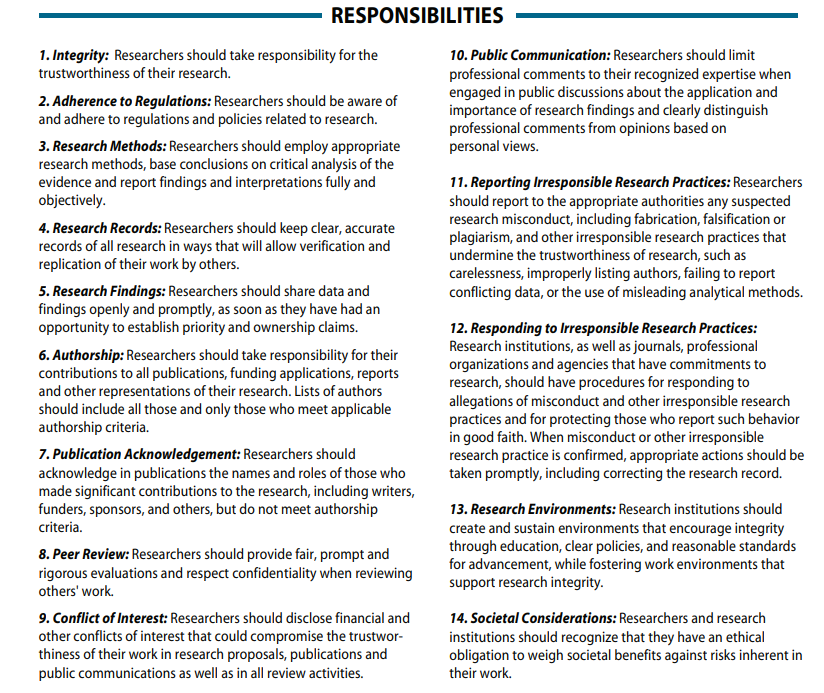 RESPONSIBILITIES
1. Integrity: Researchers should take responsibility for the
trustworthiness of their research.
2. Adherence to Regulations: Researchers should be aware of
and adhere to regulations and policies related to research.
3. Research Methods: Researchers should employ appropriate
research methods, base conclusions on critical analysis of the
evidence and report findings and interpretations fully and
objectively.
4. Research Records: Researchers should keep clear, accurate
records of all research in ways that will allow verification and
replication of their work by others.
5. Research Findings: Researchers should share data and
findings openly and promptly, as soon as they have had an
opportunity to establish priority and ownership claims.
6. Authorship: Researchers should take responsibility for their
contributions to all publications, funding applications, reports
and other representations of their research. Lists of authors
should include all those and only those who meet applicable
authorship criteria.
7. Publication Acknowledgement: Researchers should
acknowledge in publications the names and roles of those who
made significant contributions to the research, including writers,
funders, sponsors, and others, but do not meet authorship
criteria.
8. Peer Review: Researchers should provide fair, prompt and
rigorous evaluations and respect confidentiality when reviewing
others' work.
9. Conflict of Interest: Researchers should disclose financial and
other conflicts of interest that could compromise the trustwor-
thiness of their work in research proposals, publications and
public communications as well as in all review activities.
10. Public Communication: Researchers should limit
professional comments to their recognized expertise when
engaged in public discussions about the application and
importance of research findings and clearly distinguish
professional comments from opinions based on
personal views.
11. Reporting Irresponsible Research Practices: Researchers
should report to the appropriate authorities any suspected
research misconduct, including fabrication, falsification or
plagiarism, and other irresponsible research practices that
undermine the trustworthiness of research, such as
carelessness, improperly listing authors, failing to report
conflicting data, or the use of misleading analytical methods.
12. Responding to Irresponsible Research Practices:
Research institutions, as well as journals, professional
organizations and agencies that have commitments to
research, should have procedures for responding to
allegations of misconduct and other irresponsible research
practices and for protecting those who report such behavior
in good faith. When misconduct or other irresponsible
research practice is confirmed, appropriate actions should be
taken promptly, including correcting the research record.
13. Research Environments: Research institutions should
create and sustain environments that encourage integrity
through education, clear policies, and reasonable standards
for advancement, while fostering work environments that
support research integrity.
14. Societal Considerations: Researchers and research
institutions should recognize that they have an ethical
obligation to weigh societal benefits against risks inherent in
their work.